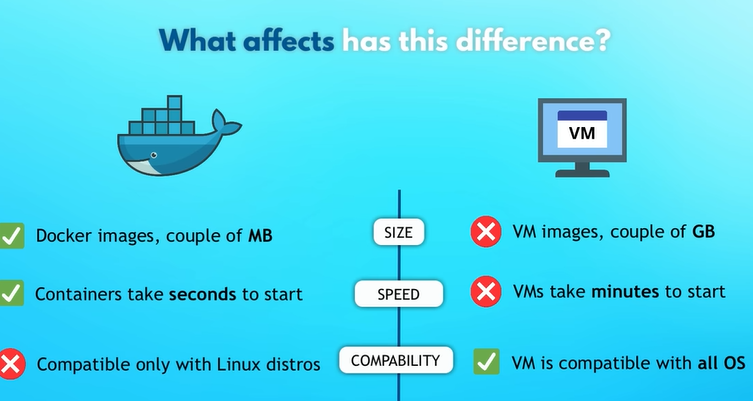 What affects has this difference?
VM
Docker images, couple of MB
SIZE
VM images, couple of GB
Containers take seconds to start
SPEED
VMs take minutes to start
Compatible only with Linux distros
COMPABILITY
VM is compatible with all OS